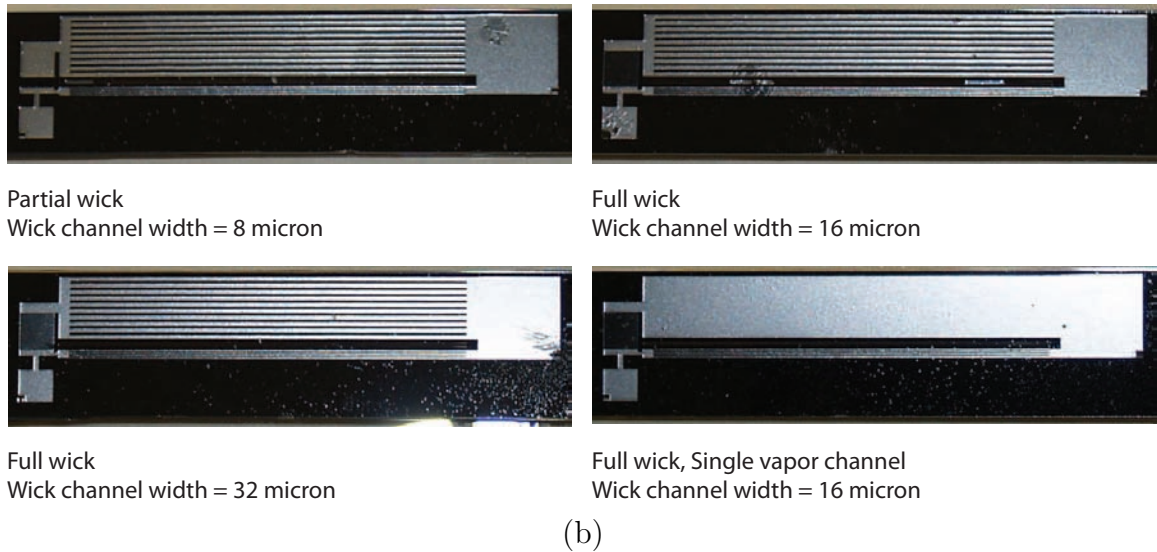 Partial wick
Wick channel width = 8 micron
Full wick
Wick channel width = 16 micron
Full wick
Wick channel width = 32 micron
Full wick, Single vapor channel
Wick channel width = 16 micron
(b)